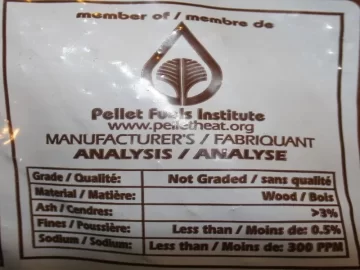 member of / membre de
Pellet Fuels Institute
www.pelletheat.org
MANUFACTURER'S / FABRIQUANT
ANALYSIS / ANALYSE
Grade / Qualité: Not Graded / sans qualité
Material / Matière: Wood / Bois
Ash / Cendres: >3%
Fines / Poussière: Less than / Moins de: 0.5%
Sodium / Sodium: Less than / Moins de: 300 PPM